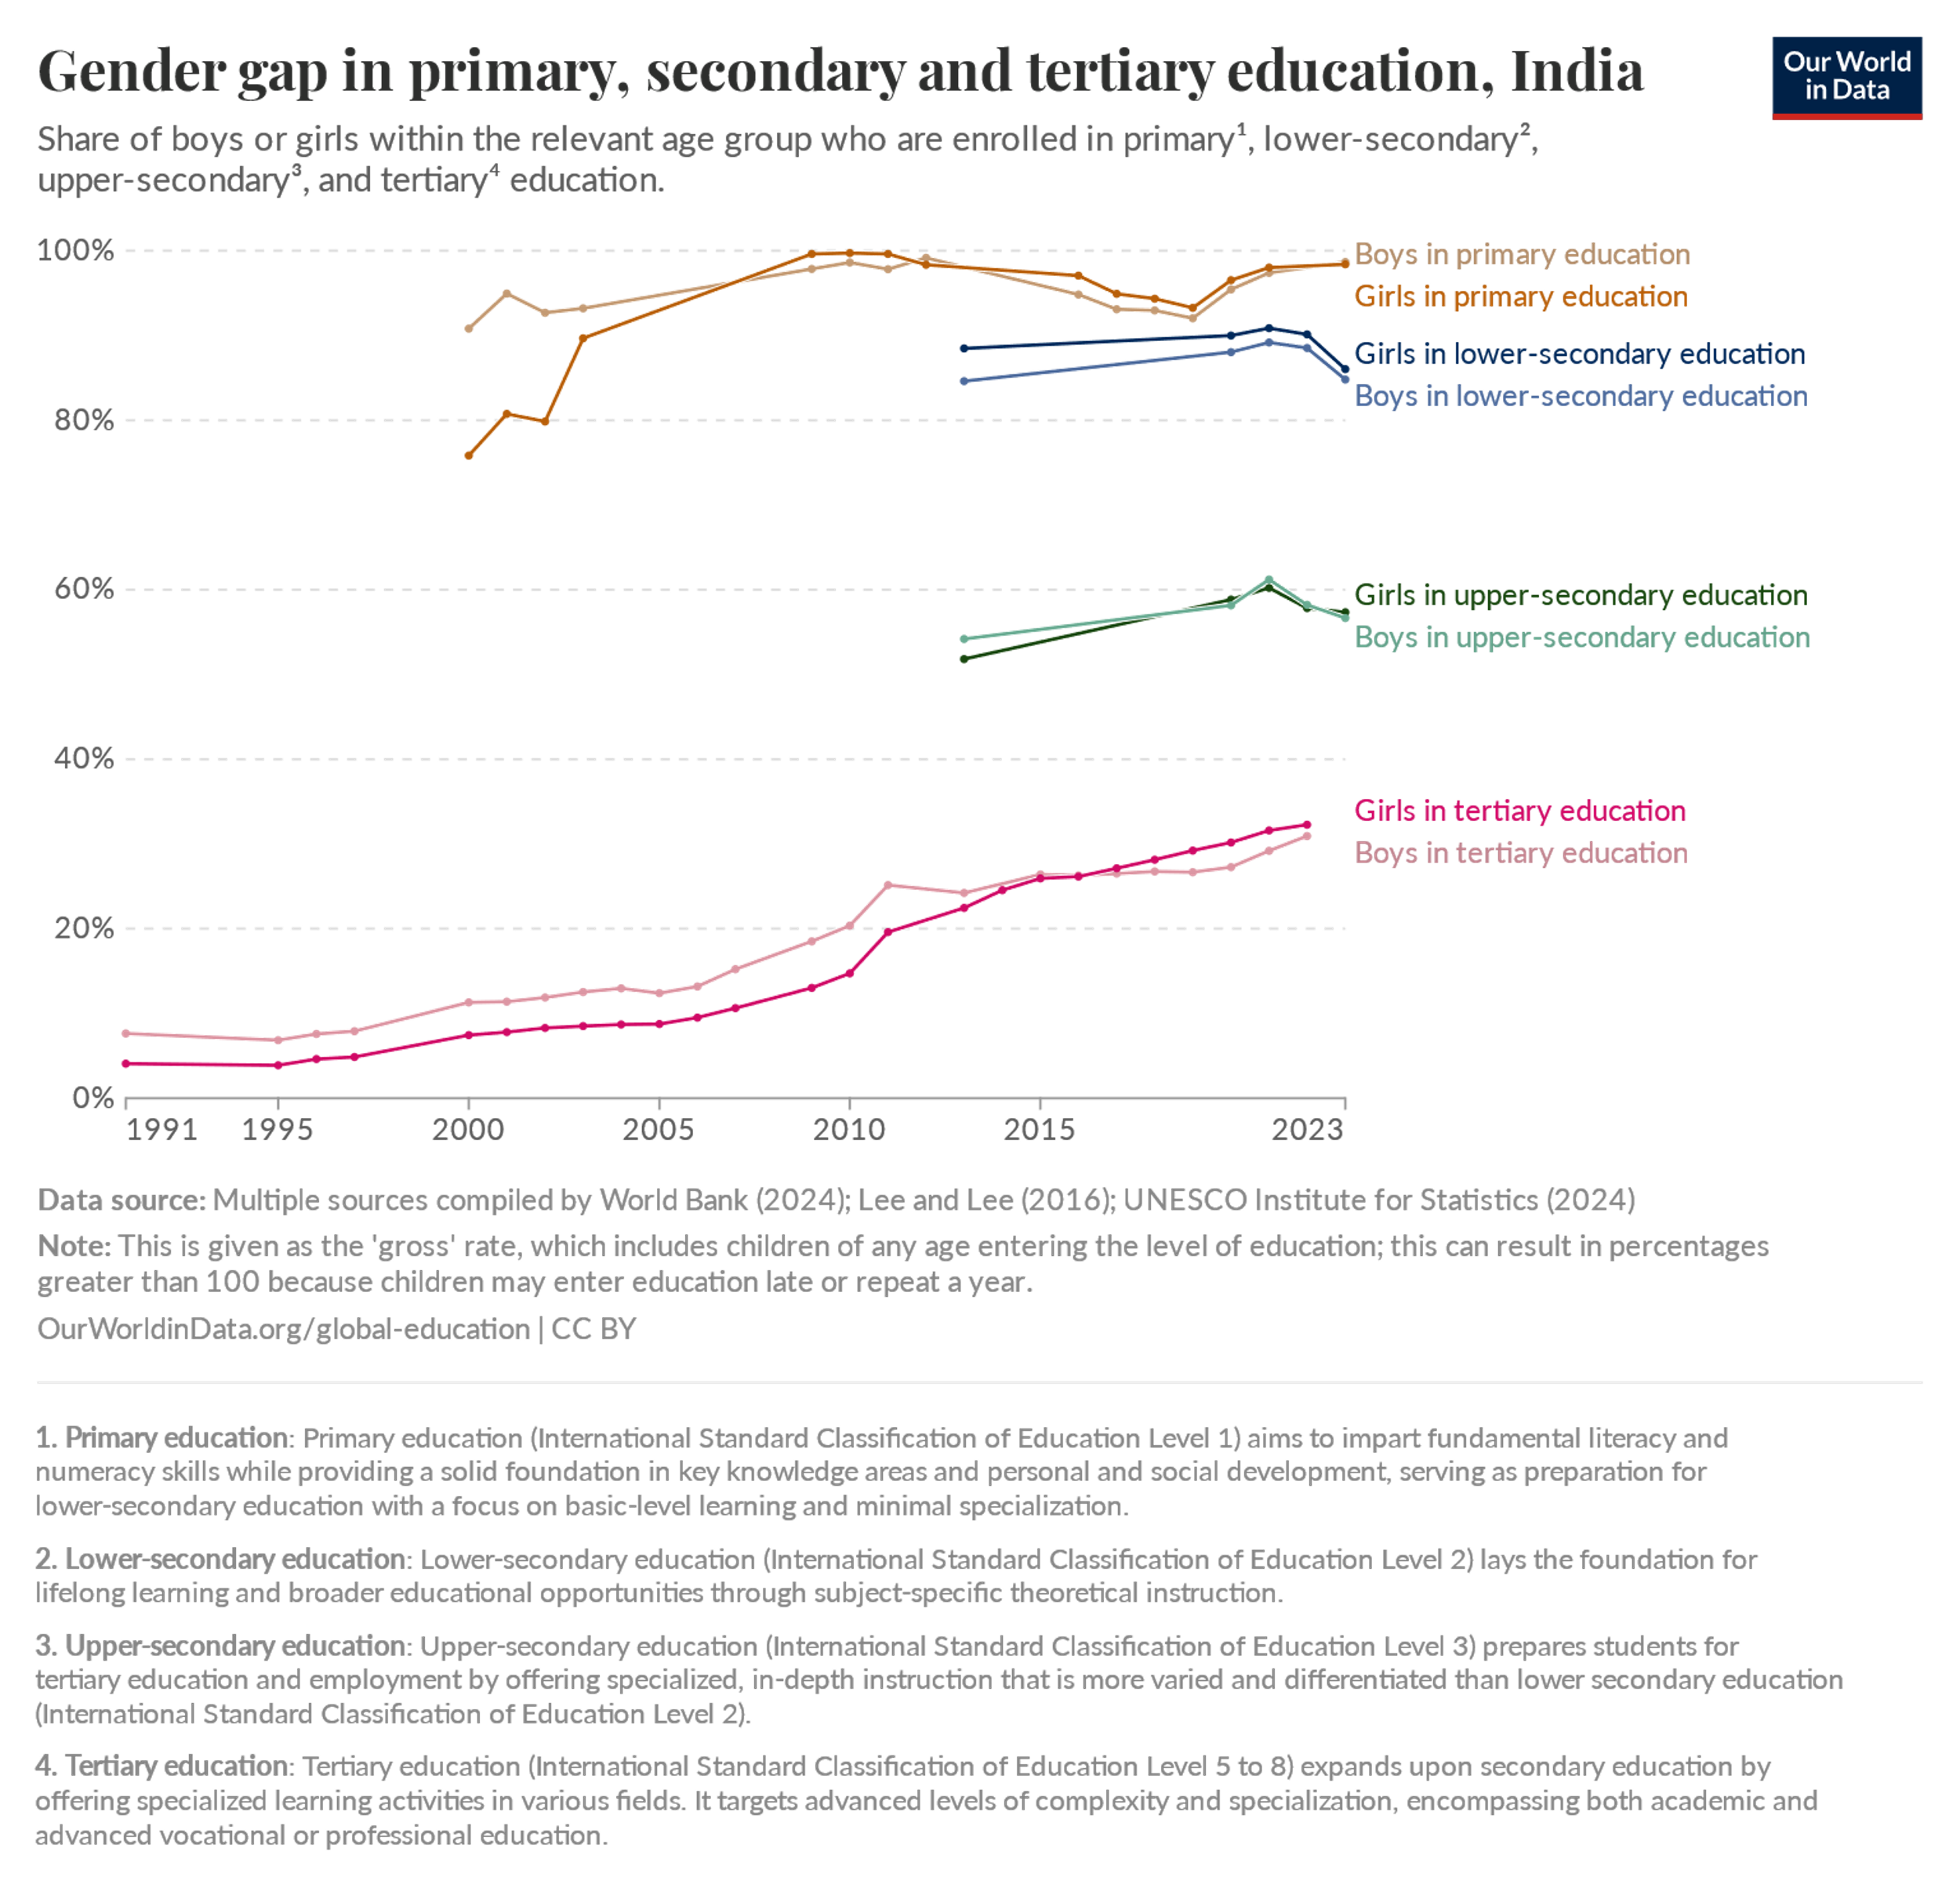 Gender gap in primary, secondary and tertiary education, India
Our World
in Data
Share of boys or girls within the relevant age group who are enrolled in primary¹, lower-secondary²,
upper-secondary³, and tertiary⁴ education.
100%
80%
60%
40%
20%
0%
Boys in primary education
Girls in primary education
Girls in lower-secondary education
Boys in lower-secondary education
Girls in upper-secondary education
Boys in upper-secondary education
Girls in tertiary education
Boys in tertiary education
1991 1995 2000 2005 2010 2015 2023
Data source: Multiple sources compiled by World Bank (2024); Lee and Lee (2016); UNESCO Institute for Statistics (2024)
Note: This is given as the 'gross' rate, which includes children of any age entering the level of education; this can result in percentages
greater than 100 because children may enter education late or repeat a year.
OurWorldinData.org/global-education | CC BY
1. Primary education: Primary education (International Standard Classification of Education Level 1) aims to impart fundamental literacy and
numeracy skills while providing a solid foundation in key knowledge areas and personal and social development, serving as preparation for
lower-secondary education with a focus on basic-level learning and minimal specialization.
2. Lower-secondary education: Lower-secondary education (International Standard Classification of Education Level 2) lays the foundation for
lifelong learning and broader educational opportunities through subject-specific theoretical instruction.
3. Upper-secondary education: Upper-secondary education (International Standard Classification of Education Level 3) prepares students for
tertiary education and employment by offering specialized, in-depth instruction that is more varied and differentiated than lower secondary education
(International Standard Classification of Education Level 2).
4. Tertiary education: Tertiary education (International Standard Classification of Education Level 5 to 8) expands upon secondary education by
offering specialized learning activities in various fields. It targets advanced levels of complexity and specialization, encompassing both academic and
advanced vocational or professional education.